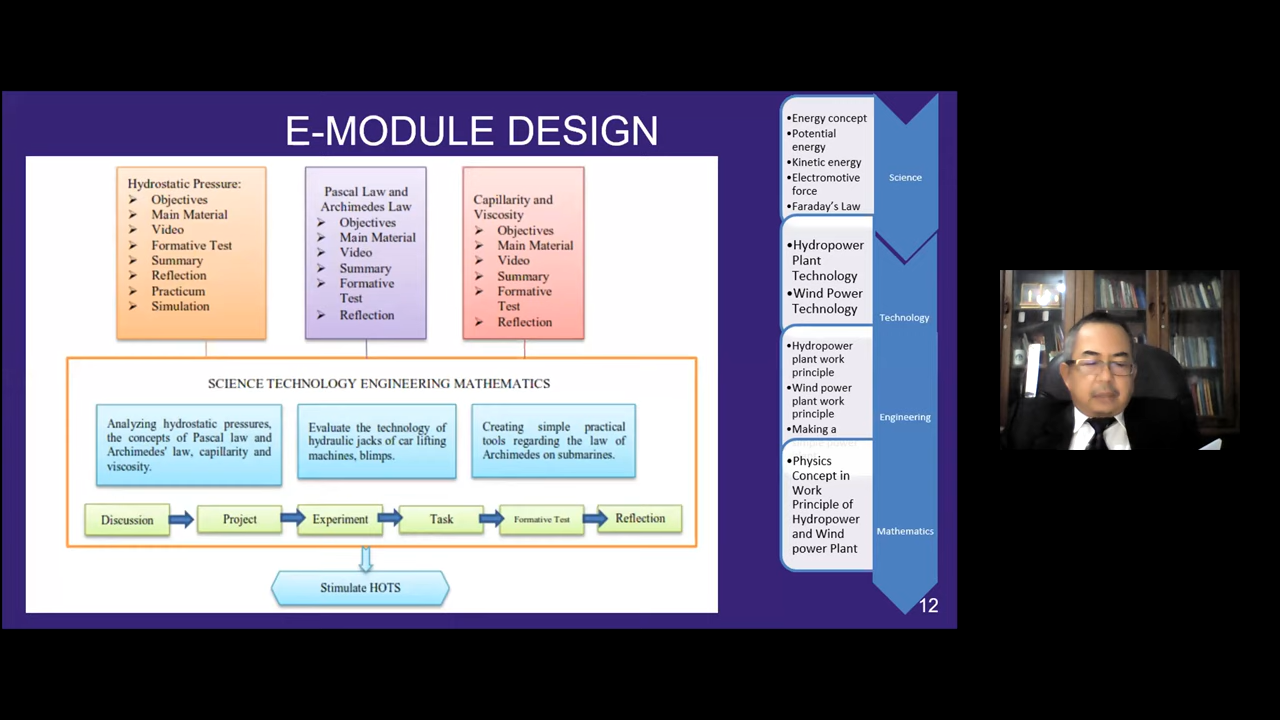 E-MODULE DESIGN
Hydrostatic Pressure:
➢ Objectives
➢ Main Material
➢ Video
➢ Formative Test
➢ Summary
➢ Reflection
➢ Practicum
➢ Simulation
Pascal Law and
Archimedes Law
➢ Objectives
➢ Main Material
➢ Video
➢ Summary
➢ Formative
Test
➢ Reflection
Capillarity and
Viscosity
➢ Objectives
➢ Main Material
➢ Video
➢ Summary
➢ Formative
Test
➢ Reflection
SCIENCE TECHNOLOGY ENGINEERING MATHEMATICS
Analyzing hydrostatic pressures,
the concepts of Pascal law and
Archimedes' law, capillarity and
viscosity.
Evaluate the technology of
hydraulic jacks of car lifting
machines, blimps.
Creating simple practical
tools regarding the law of
Archimedes on submarines.
Discussion
Project
Experiment
Task
Formative Test
Reflection
Stimulate HOTS
•Energy concept
•Potential
energy
•Kinetic energy
•Electromotive
force
•Faraday's Law
Science
•Hydropower
Plant
Technology
•Wind Power
Technology
Technology
•Hydropower
plant work
principle
•Wind power
plant work
principle
•Making a
Engineering
•Physics
Concept in
Work
Principle of
Hydropower
and Wind
power Plant
Mathematics
12